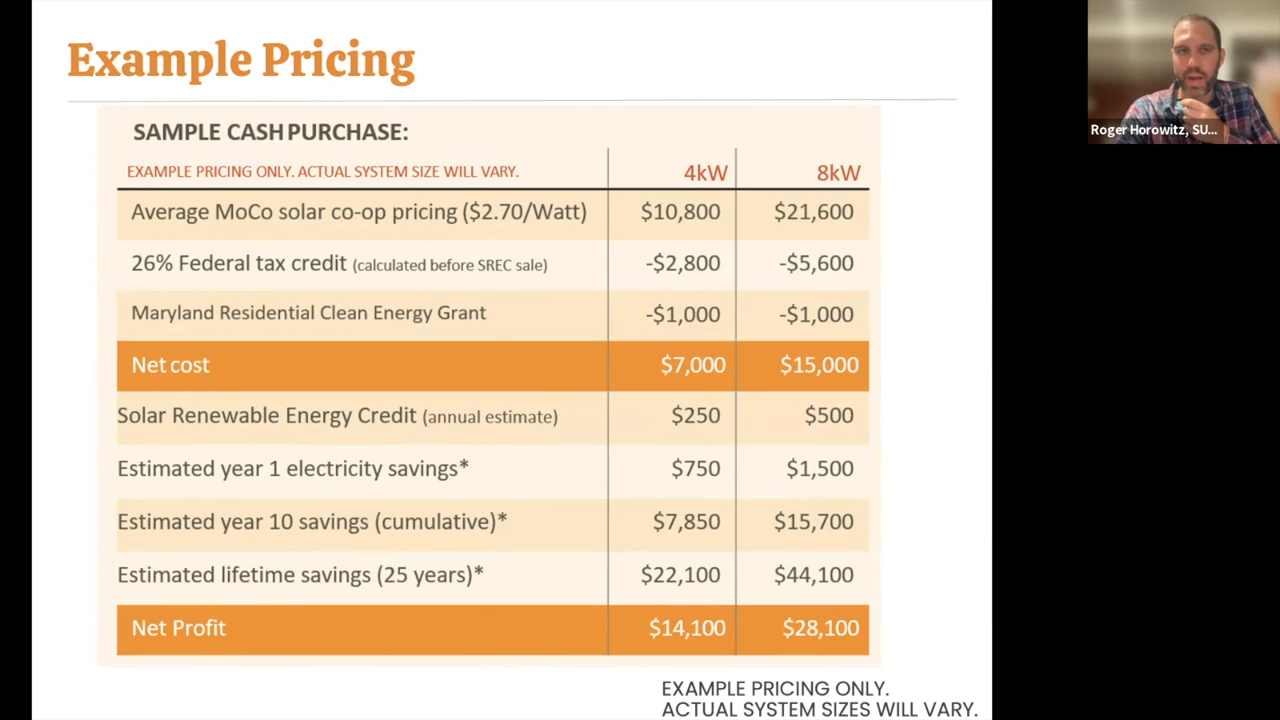 Example Pricing
SAMPLE CASH PURCHASE:
EXAMPLE PRICING ONLY. ACTUAL SYSTEM SIZE WILL VARY. 4kW 8kW
Average MoCo solar co-op pricing ($2.70/Watt) $10,800 $21,600
26% Federal tax credit (calculated before SREC sale) -$2,800 -$5,600
Maryland Residential Clean Energy Grant -$1,000 -$1,000
Net cost $7,000 $15,000
Solar Renewable Energy Credit (annual estimate) $250 $500
Estimated year 1 electricity savings* $750 $1,500
Estimated year 10 savings (cumulative)* $7,850 $15,700
Estimated lifetime savings (25 years)* $22,100 $44,100
Net Profit $14,100 $28,100
EXAMPLE PRICING ONLY.
ACTUAL SYSTEM SIZES WILL VARY.
Roger Horowitz, SU...